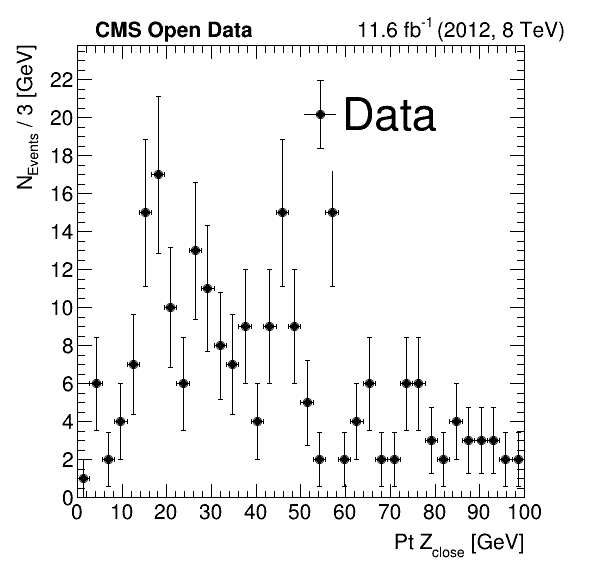 CMS Open Data 11.6 fb-1 (2012, 8 TeV)
NEvents / 3 [GeV]
Data
22
20
18
16
14
12
10
8
6
4
2
0
0 10 20 30 40 50 60 70 80 90 100
Pt Zclose [GeV]